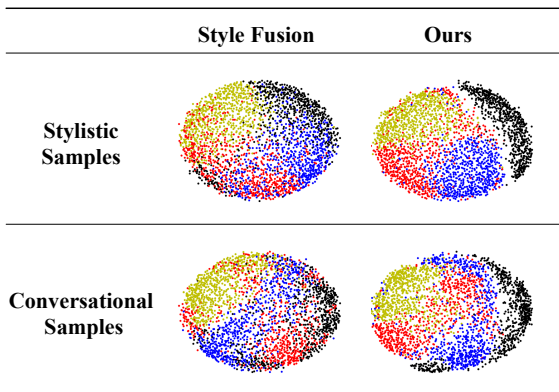 Style Fusion Ours
Stylistic
Samples
Conversational
Samples